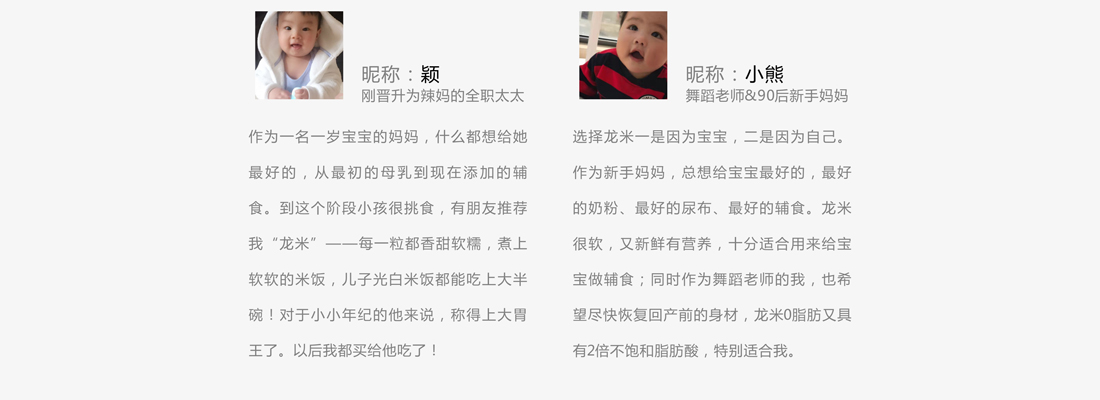 昵称：颖
刚晋升为辣妈的全职太太
作为一名一岁宝宝的妈妈，什么都想给她
最好的，从最初的母乳到现在添加的辅
食。到这个阶段小孩很挑食，有朋友推荐
我“龙米”——每一粒都香甜软糯，煮上
软软的米饭，儿子光白米饭都能吃上大半
碗！对于小小年纪的他来说，称得上大胃
王了。以后我都买给他吃了！
昵称：小熊
舞蹈老师&90后新手妈妈
选择龙米一是因为宝宝，二是因为自己。
作为新手妈妈，总想给宝宝最好的，最好
的奶粉、最好的尿布、最好的辅食。龙米
很软，又新鲜有营养，十分适合用来给宝
宝做辅食；同时作为舞蹈老师的我，也希
望尽快恢复回产前的身材，龙米0脂肪又具
有2倍不饱和脂肪酸，特别适合我。